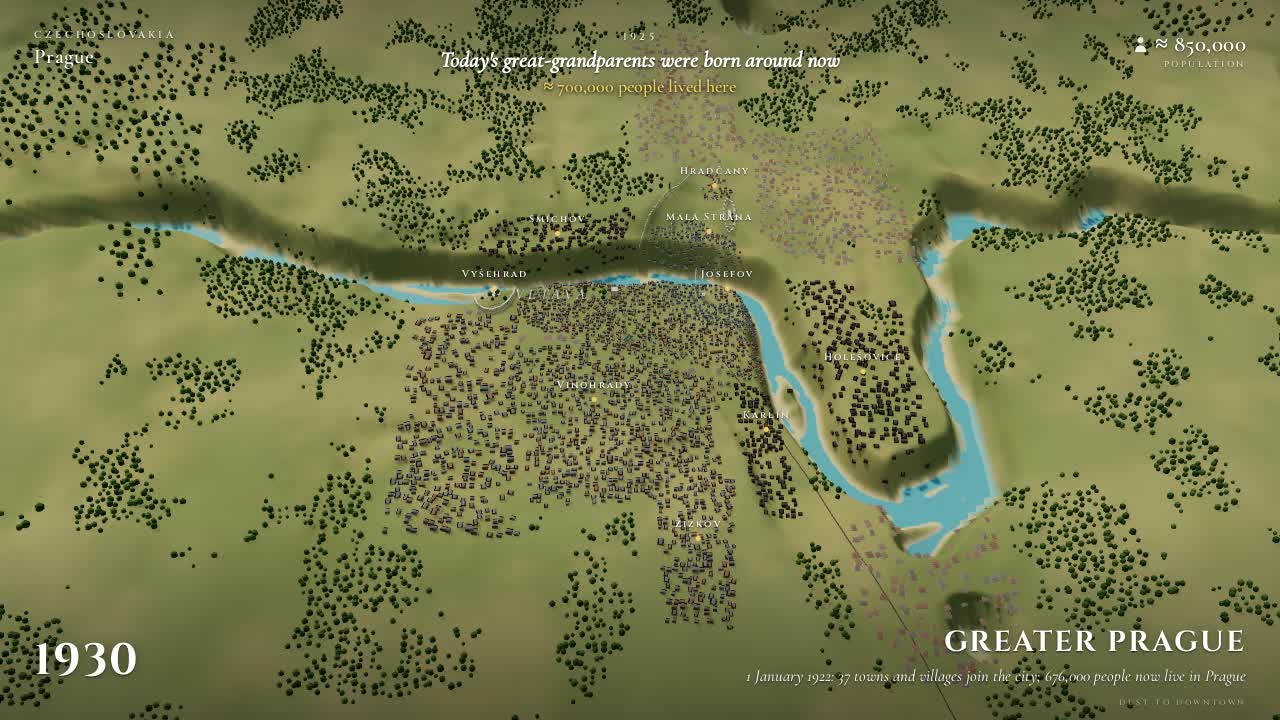 CZECHOSLOVAKIA
Prague
1925
Today's great-grandparents were born around now
≈ 700,000 people lived here
≈ 850,000
POPULATION
HRADČANY
SMÍCHOV
MALÁ STRANA
VYŠEHRAD
JOSEFOV
HOLEŠOVICE
VINOHRADY
KARLÍN
ŽIŽKOV
1930
GREATER PRAGUE
1 January 1922: 37 towns and villages join the city; 676,000 people now live in Prague
DUST TO DOWNTOWN